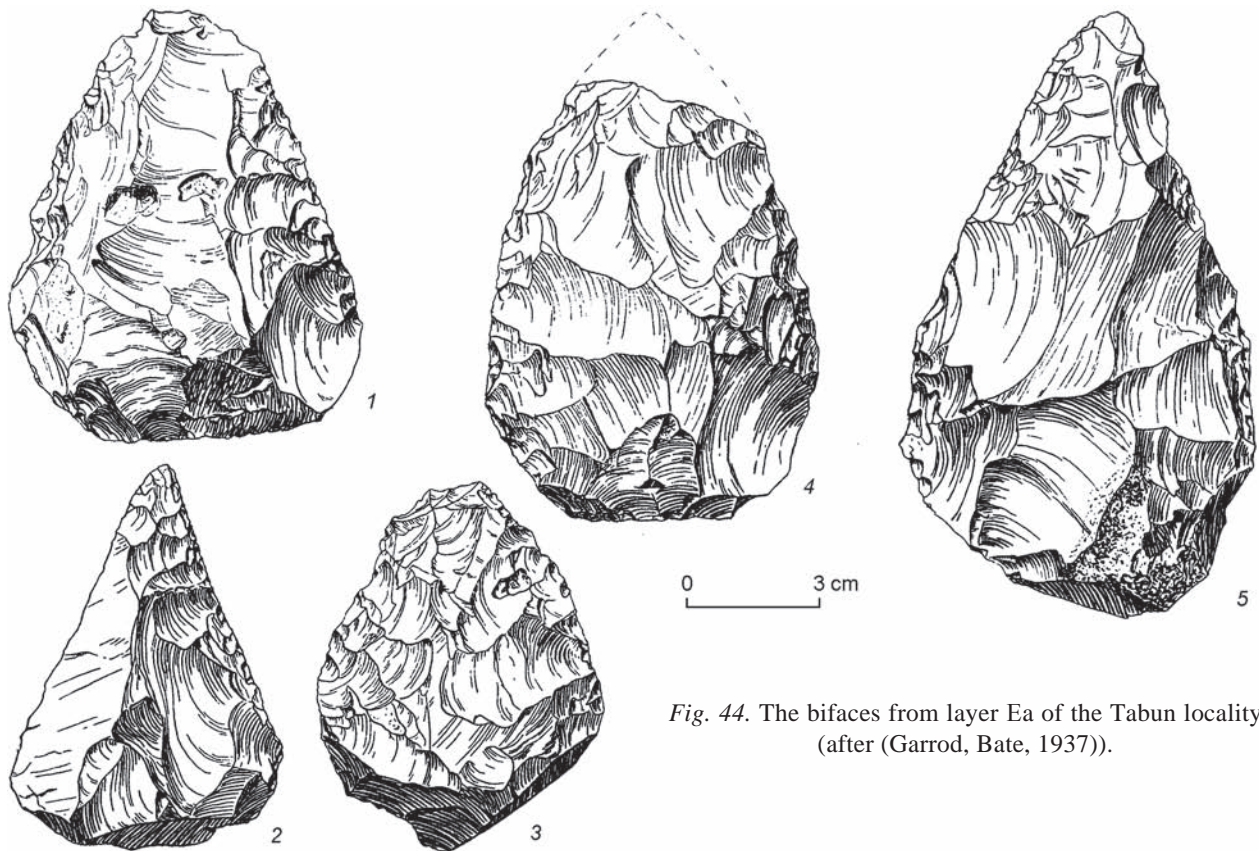 1
4
5
0 3 cm
2
3
Fig. 44. The bifaces from layer Ea of the Tabun locality
(after (Garrod, Bate, 1937)).